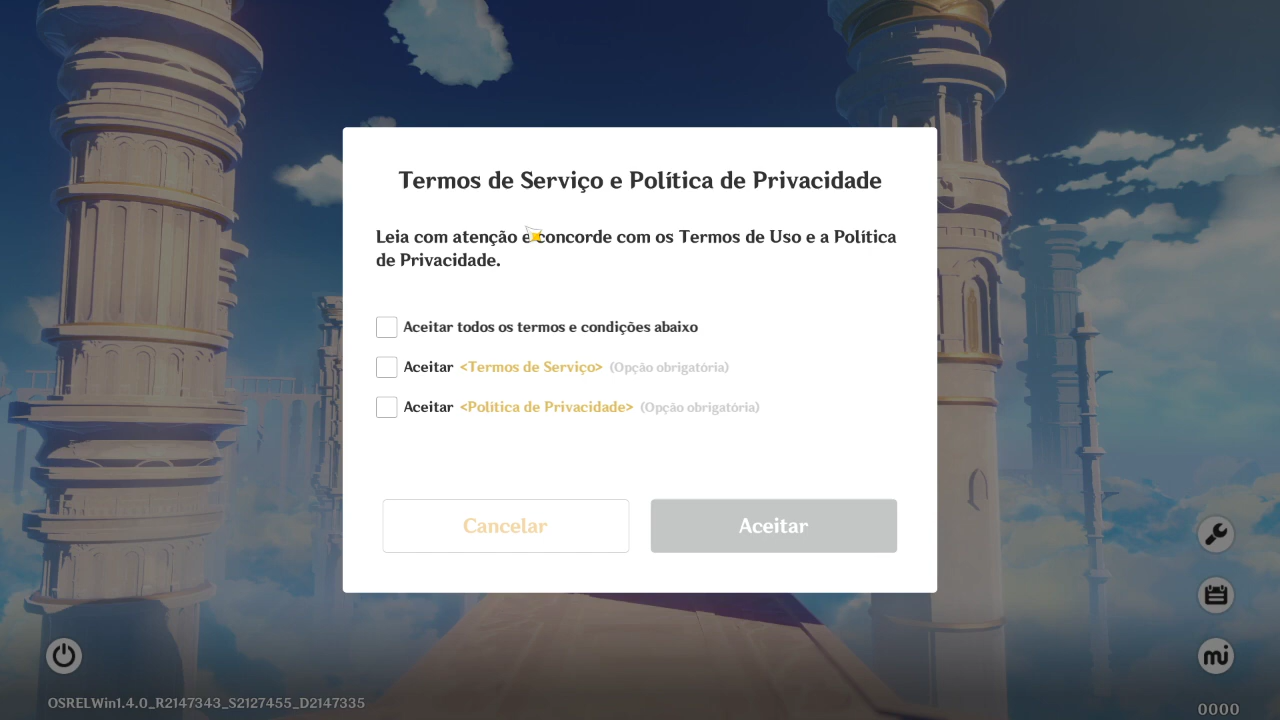 Termos de Serviço e Política de Privacidade
Leia com atenção e concorde com os Termos de Uso e a Política
de Privacidade.
Aceitar todos os termos e condições abaixo
Aceitar <Termos de Serviço> (Opção obrigatória)
Aceitar <Política de Privacidade> (Opção obrigatória)
Cancelar
Aceitar
mi
OSRELWin1.4.0_R2147343_S2127455_D2147335
0000